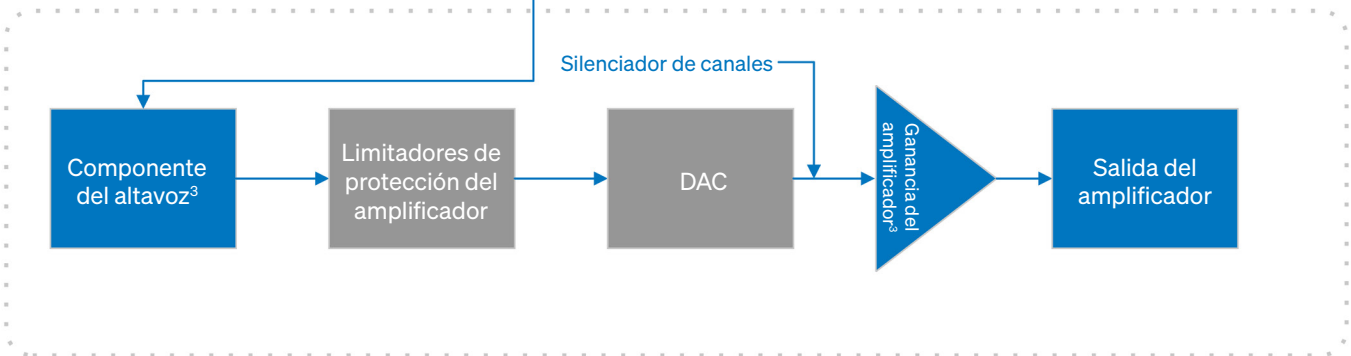 Silenciador de canales
Componente
del altavoz³
Limitadores de
protección del
amplificador
DAC
Ganancia del
amplificador³
Salida del
amplificador